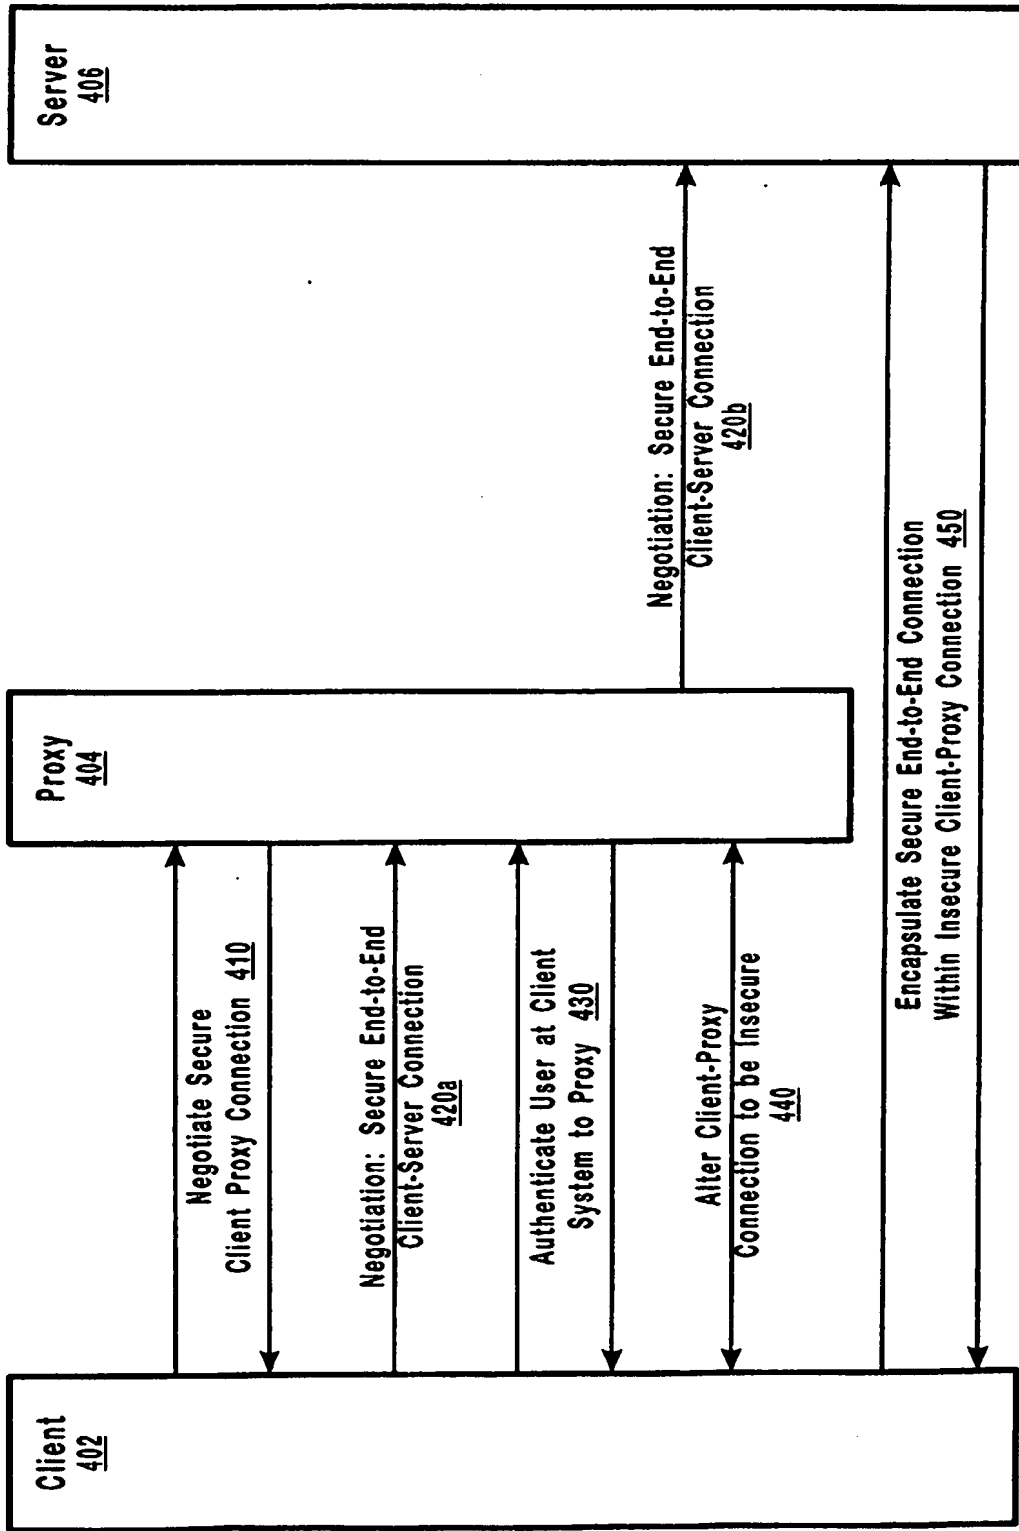 Client
402
Proxy
404
Server
406
Negotiate Secure
Client Proxy Connection 410
Negotiation: Secure End-to-End
Client-Server Connection
420a
Authenticate User at Client
System to Proxy 430
Negotiation: Secure End-to-End
Client-Server Connection
420b
Alter Client-Proxy
Connection to be Insecure
440
Encapsulate Secure End-to-End Connection
Within Insecure Client-Proxy Connection 450